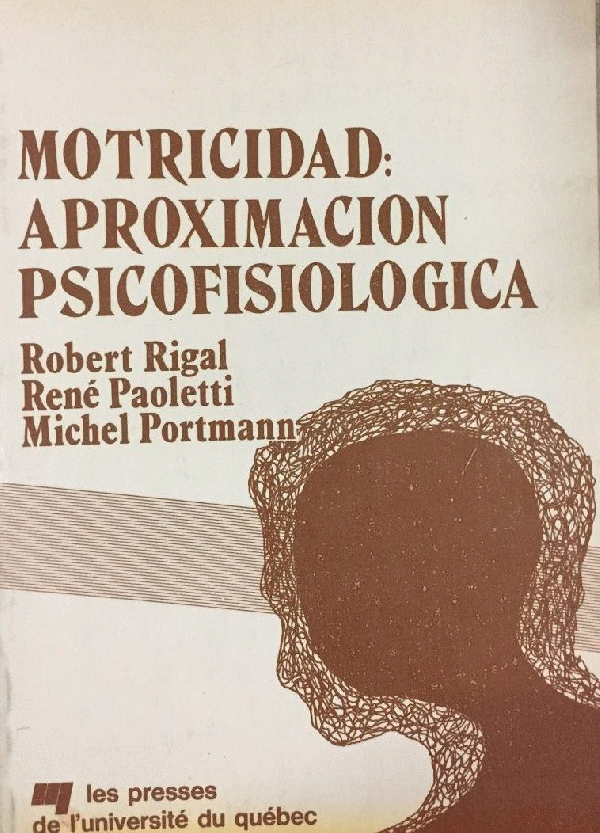 MOTRICIDAD:
APROXIMACION
PSICOFISIOLOGICA
Robert Rigal
René Paoletti
Michel Portmann
les presses
de l'université du québec